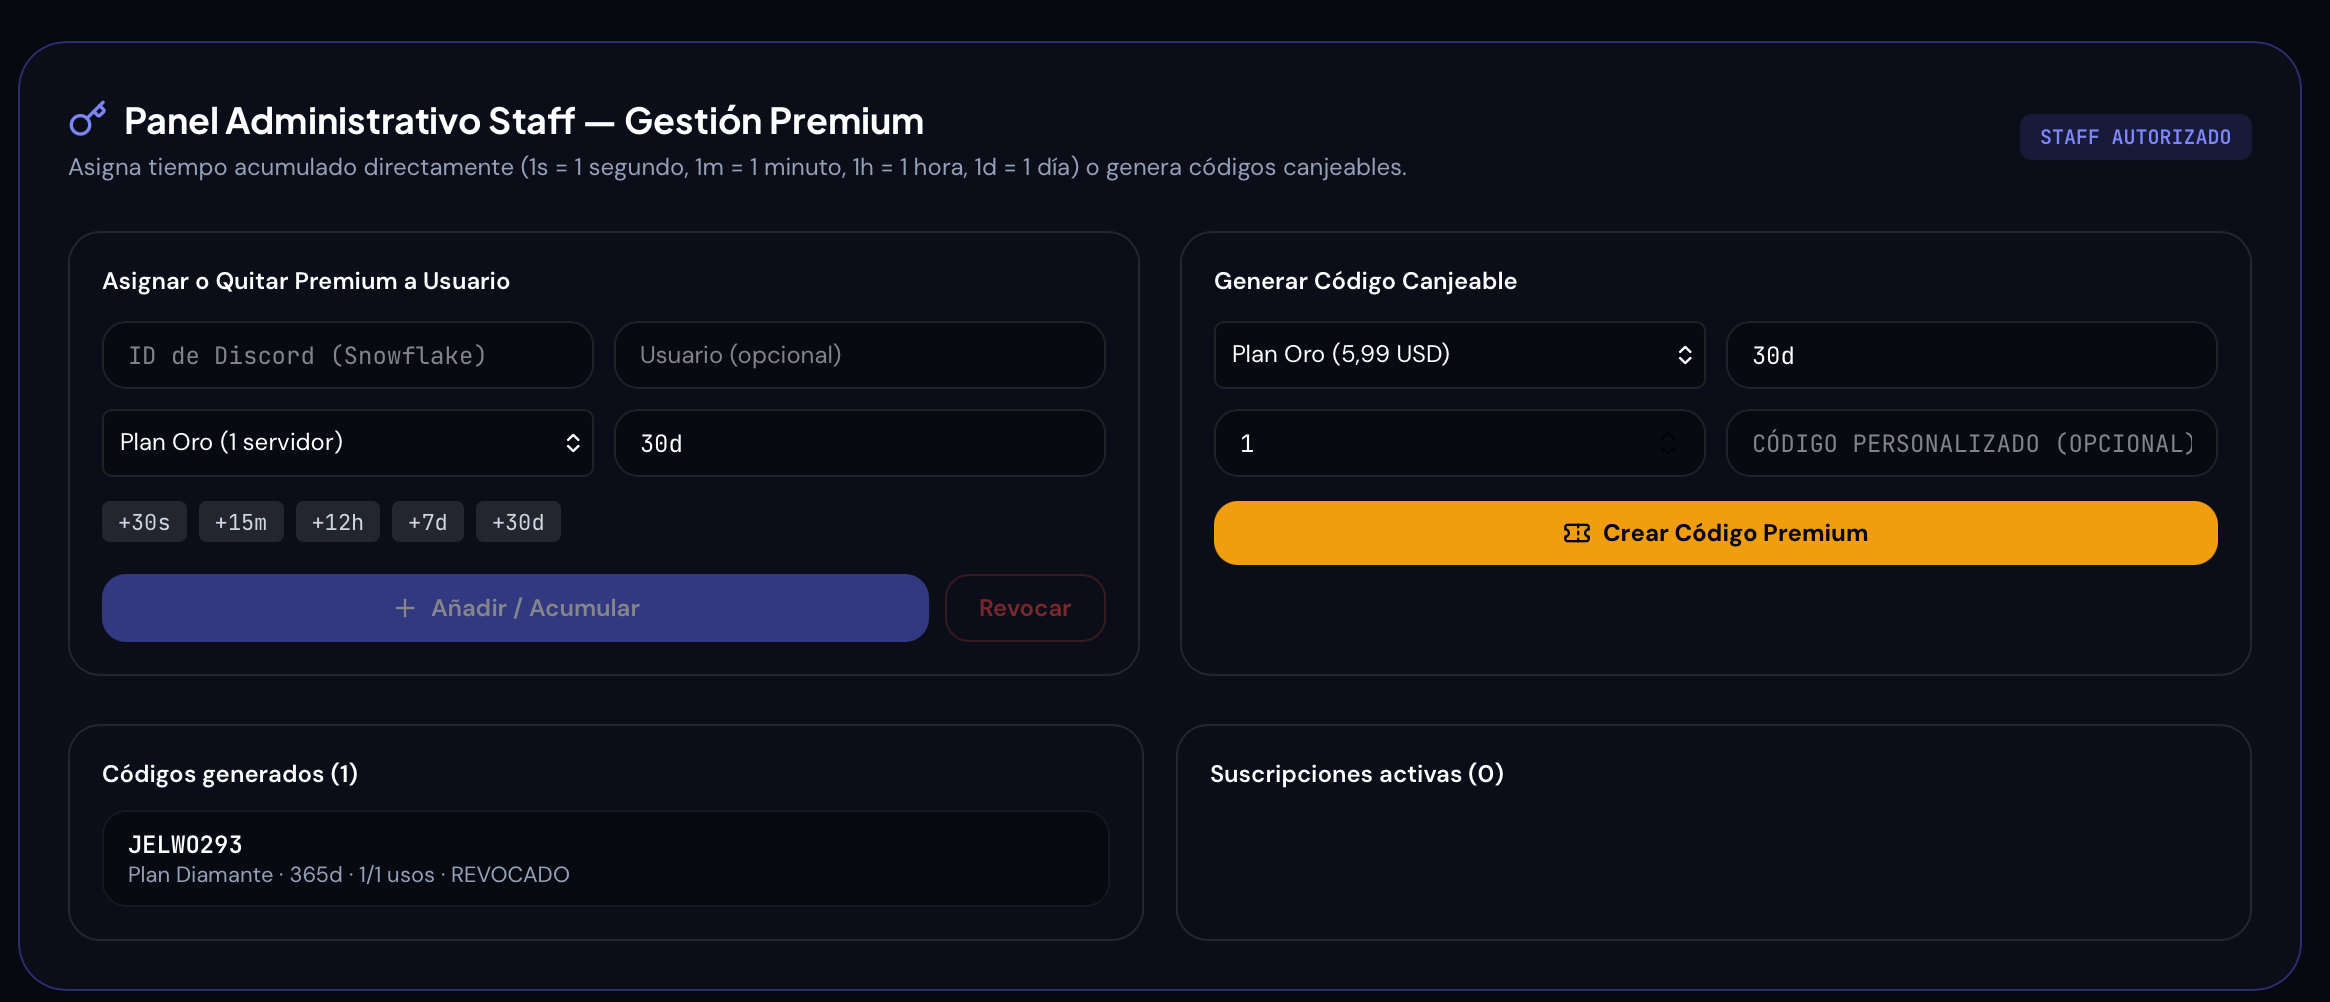 Panel Administrativo Staff — Gestión Premium
STAFF AUTORIZADO
Asigna tiempo acumulado directamente (1s = 1 segundo, 1m = 1 minuto, 1h = 1 hora, 1d = 1 día) o genera códigos canjeables.
Asignar o Quitar Premium a Usuario
ID de Discord (Snowflake)
Usuario (opcional)
Plan Oro (1 servidor)
30d
+30s +15m +12h +7d +30d
+ Añadir / Acumular
Revocar
Generar Código Canjeable
Plan Oro (5,99 USD)
30d
1
CÓDIGO PERSONALIZADO (OPCIONAL)
Crear Código Premium
Códigos generados (1)
JELWO293
Plan Diamante · 365d · 1/1 usos · REVOCADO
Suscripciones activas (0)